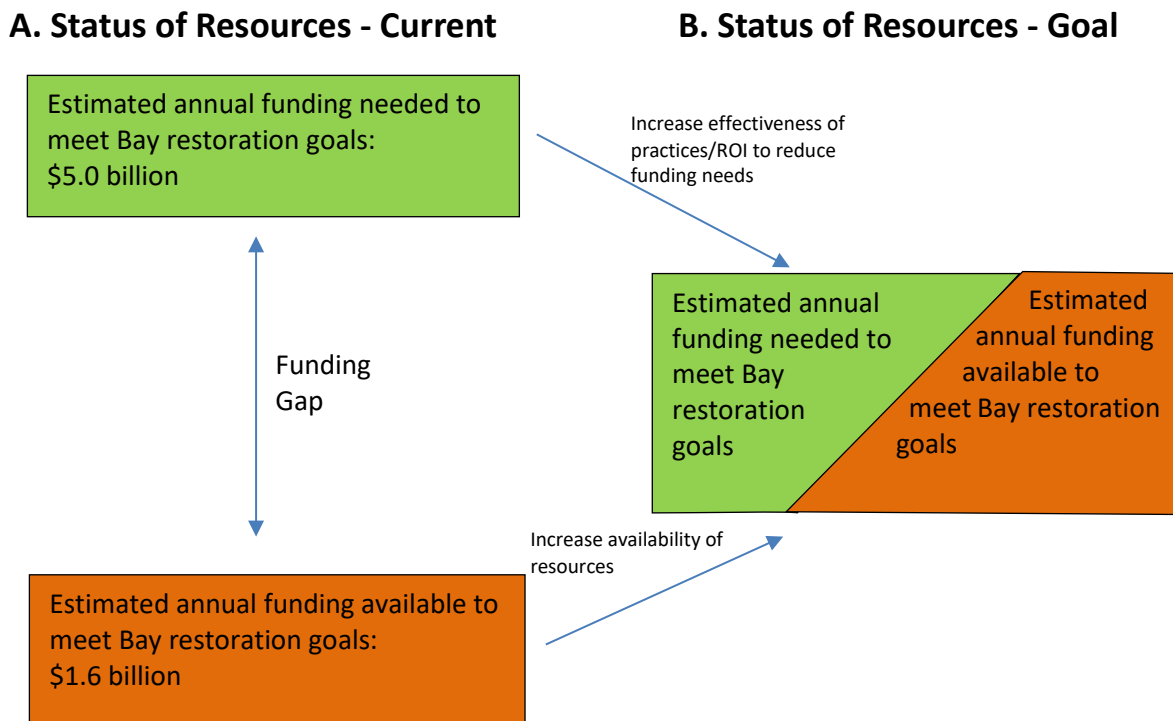 A. Status of Resources - Current
B. Status of Resources - Goal
Estimated annual funding needed to
meet Bay restoration goals:
$5.0 billion
Increase effectiveness of
practices/ROI to reduce
funding needs
Funding
Gap
Estimated annual
funding needed to
meet Bay
restoration
goals
Estimated
annual funding
available to
meet Bay restoration
goals
Increase availability of
resources
Estimated annual funding available to
meet Bay restoration goals:
$1.6 billion